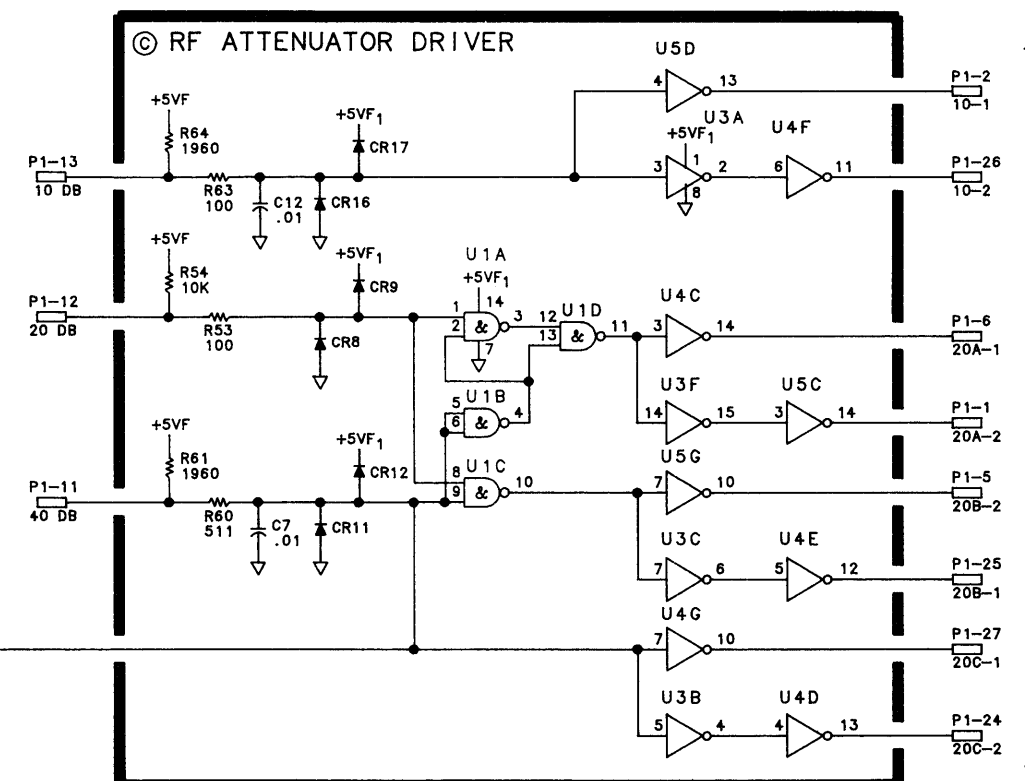 © RF ATTENUATOR DRIVER
U5D
4 13
P1-2
10-1
+5VF
R64
1960
+5VF1
CR17
U3A
+5VF1
U4F
P1-13
10 DB
R63
100
C12
.01
CR16
3 1 2
8
6 11
P1-26
10-2
+5VF
R54
10K
+5VF1
CR9
U1A
+5VF1
14
P1-12
20 DB
R53
100
CR8
1
2
&
3
7
12
13
U1D
&
11
U4C
3 14
P1-6
20A-1
U3F
14 15
U5C
3 14
P1-1
20A-2
U1B
5
6
&
4
+5VF
R61
1960
+5VF1
CR12
U1C
8
9
&
10
U5G
7 10
P1-5
20B-2
P1-11
40 DB
R60
511
C7
.01
CR11
U3C
7 6
U4E
5 12
P1-25
20B-1
U4G
7 10
P1-27
20C-1
U3B
5 4
U4D
4 13
P1-24
20C-2